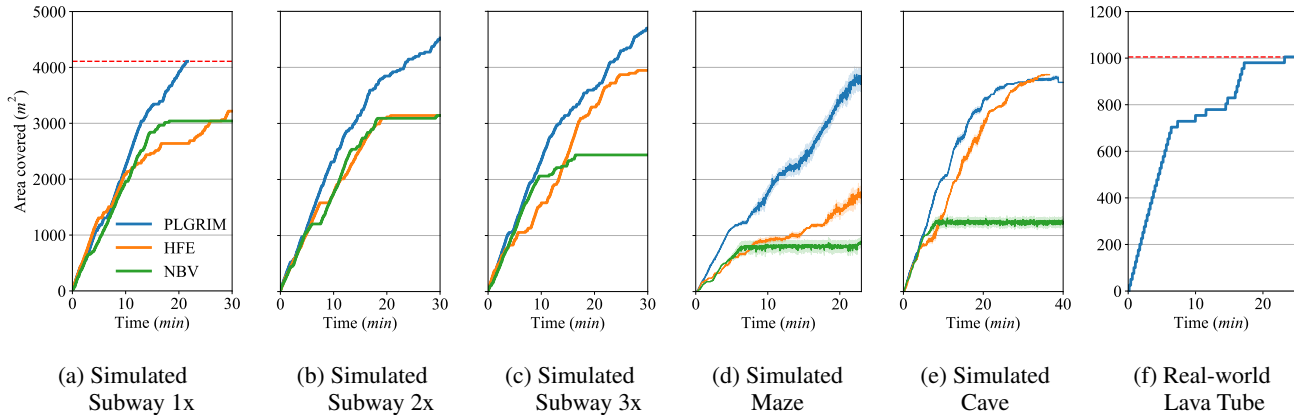 Area covered (m²)
5000
4000
3000
2000
1000
0
PLGRIM
HFE
NBV
0 10 20 30
Time (min)
0 10 20 30
Time (min)
0 10 20 30
Time (min)
10 20
Time (min)
0 20 40
Time (min)
1200
1000
800
600
400
200
0
0 10 20
Time (min)
(a) Simulated
Subway 1x
(b) Simulated
Subway 2x
(c) Simulated
Subway 3x
(d) Simulated
Maze
(e) Simulated
Cave
(f) Real-world
Lava Tube